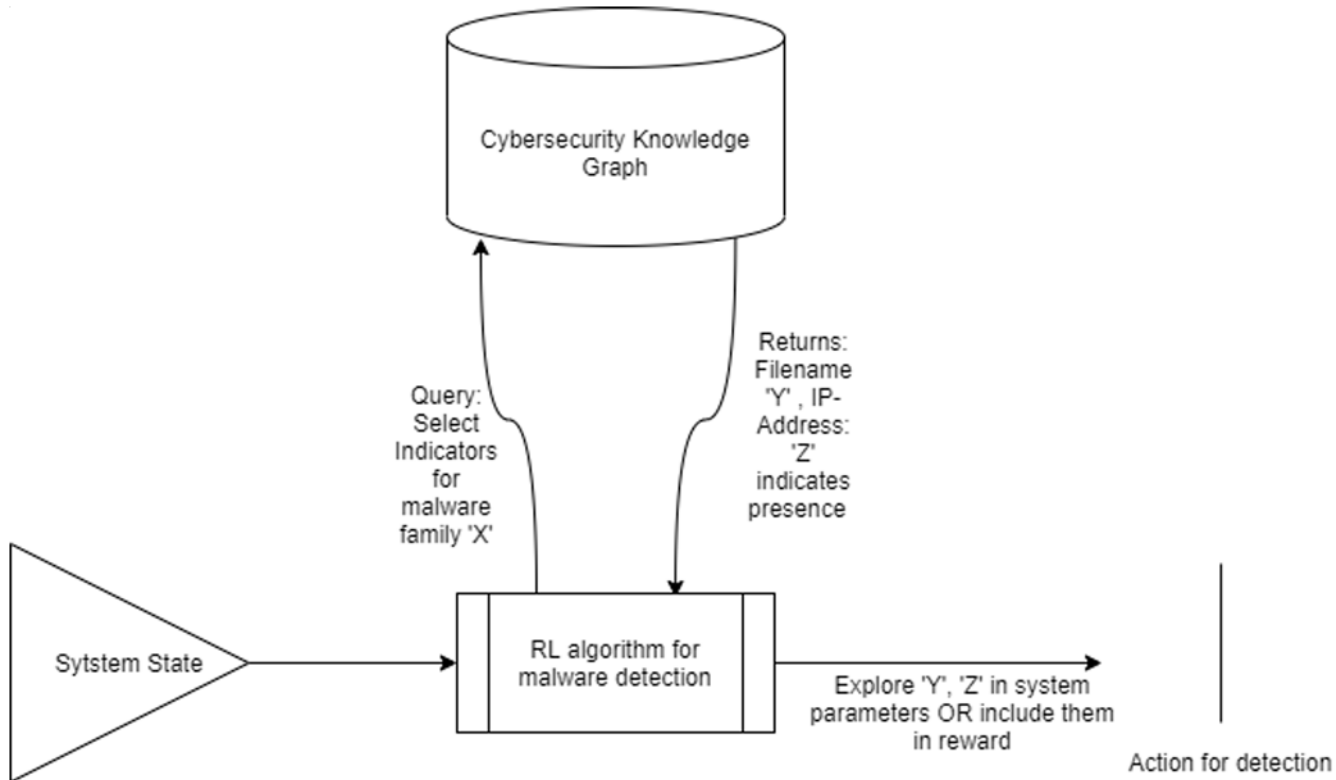 Cybersecurity Knowledge
Graph
Query:
Select
Indicators
for
malware
family 'X'
Returns:
Filename
'Y' , IP-
Address:
'Z'
indicates
presence
Sytstem State
RL algorithm for
malware detection
Explore 'Y', 'Z' in system
parameters OR include them
in reward
Action for detection